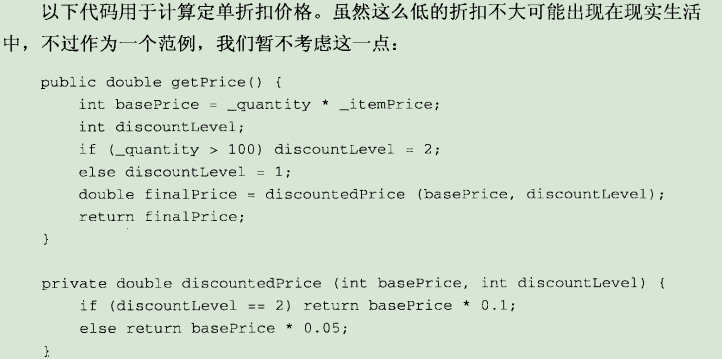 以下代码用于计算定单折扣价格。虽然这么低的折扣不大可能出现在现实生活
中，不过作为一个范例，我们暂不考虑这一点：
public double getPrice() {
int basePrice = _quantity * _itemPrice;
int discountLevel;
if (_quantity > 100) discountLevel = 2;
else discountLevel = 1;
double finalPrice = discountedPrice (basePrice, discountLevel);
return finalPrice;
}
private double discountedPrice (int basePrice, int discountLevel) {
if (discountLevel == 2) return basePrice * 0.1;
else return basePrice * 0.05;
}